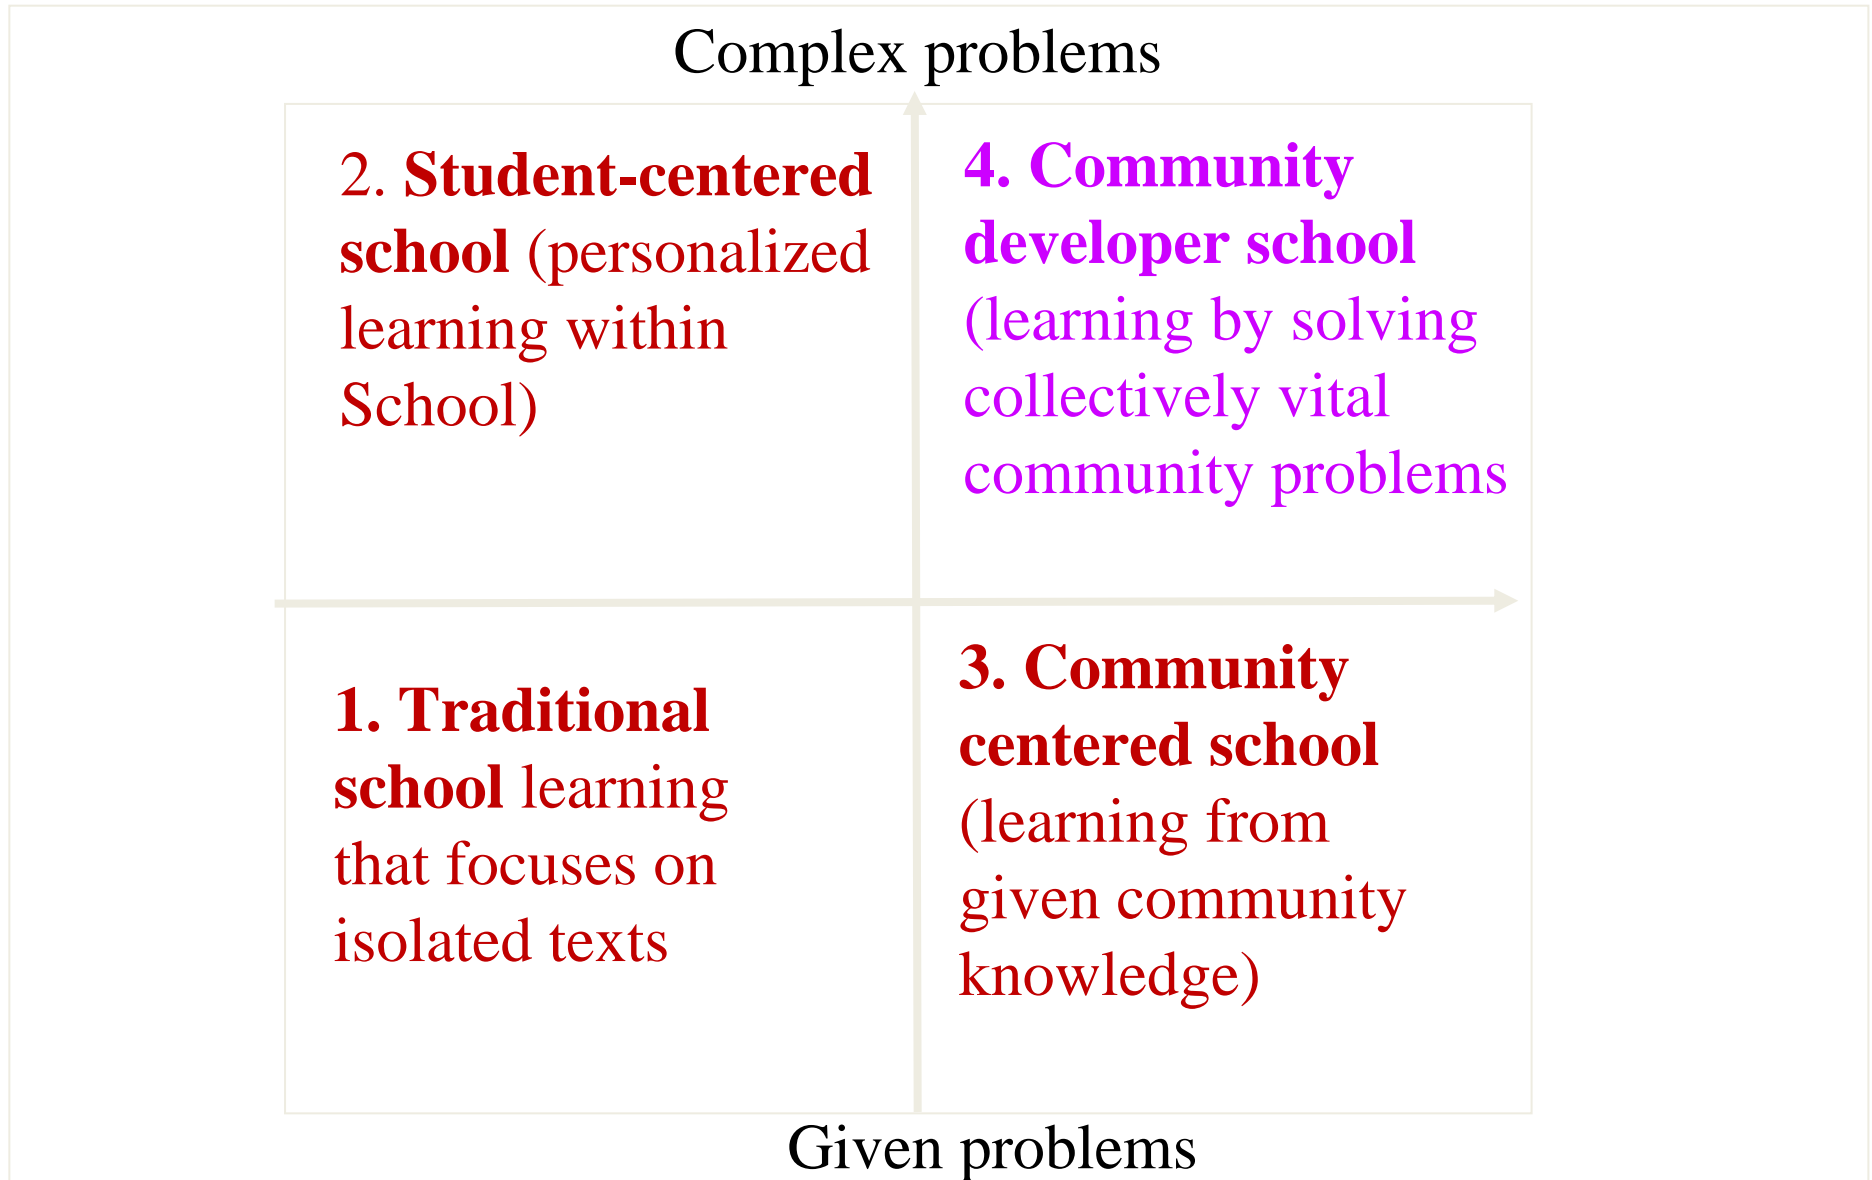 Complex problems
2. Student-centered
school (personalized
learning within
School)
4. Community
developer school
(learning by solving
collectively vital
community problems
1. Traditional
school learning
that focuses on
isolated texts
3. Community
centered school
(learning from
given community
knowledge)
Given problems